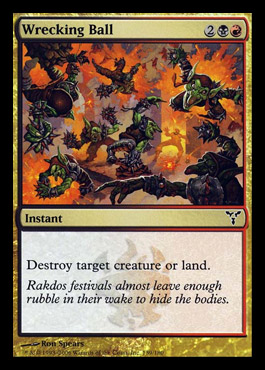 Wrecking Ball 2
Instant
Destroy target creature or land.
Rakdos festivals almost leave enough
rubble in their wake to hide the bodies.
Ron Spears